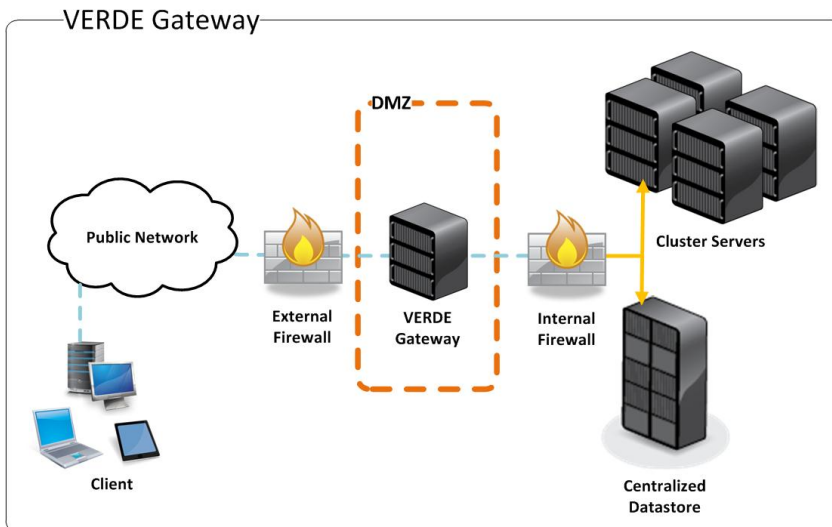 VERDE Gateway
DMZ
Public Network
External
Firewall
VERDE
Gateway
Internal
Firewall
Cluster Servers
Client
Centralized
Datastore